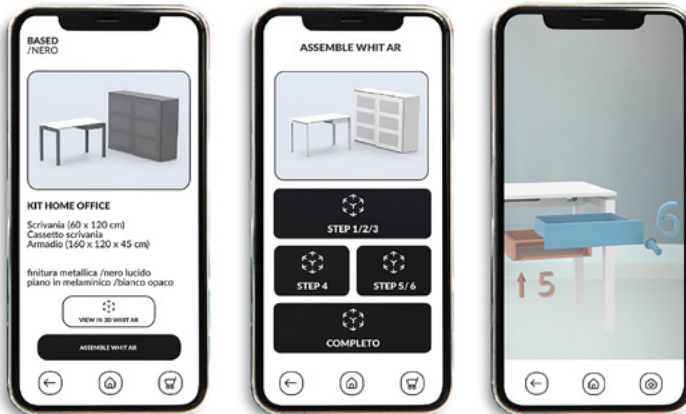 BASED
/NERO
KIT HOME OFFICE
Scrivania (60 x 120 cm)
Cassetto scrivania
Armadio (160 x 120 x 45 cm)
finitura metallica /nero lucido
piano in melaminico /bianco opaco
VIEW IN 3D WHIT AR
ASSEMBLE WHIT AR
ASSEMBLE WHIT AR
STEP 1/2/3
STEP 4
STEP 5/ 6
COMPLETO
6
5